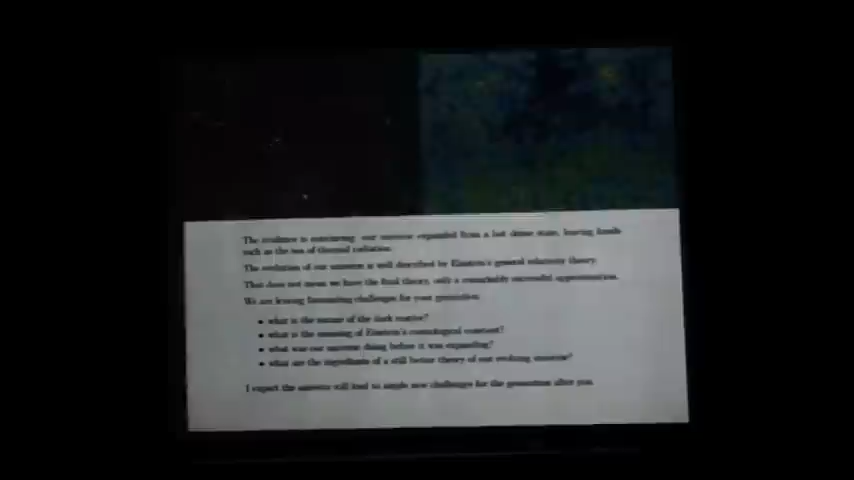 The evidence is convincing: our universe expanded from a hot dense state, leaving fossils
such as the sea of thermal radiation.
The evolution of our universe is well described by Einstein's general relativity theory.
That does not mean we have the final theory, only a remarkably successful approximation.
We are leaving fascinating challenges for your generation:
• what is the nature of the dark matter?
• what is the meaning of Einstein's cosmological constant?
• what was our universe doing before it was expanding?
• what are the ingredients of a still better theory of our evolving universe?
I expect the answers will lead to ample new challenges for the generation after you.